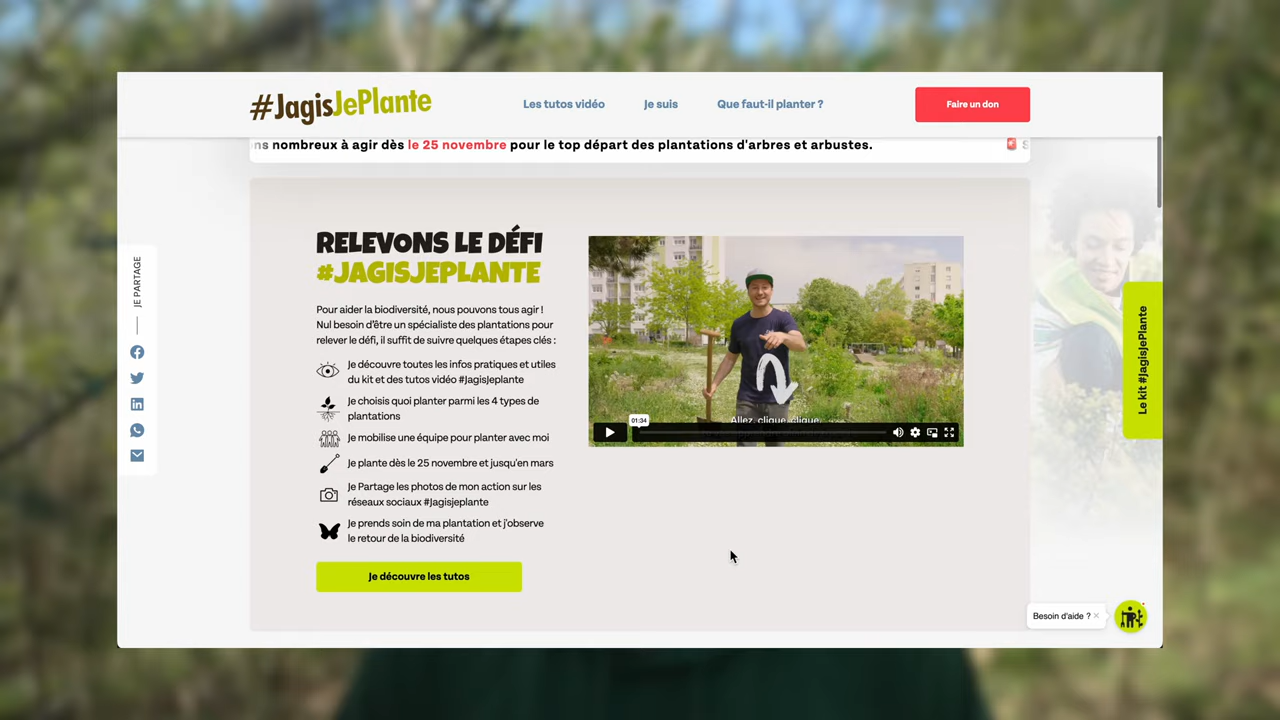 #JagisJePlante
Les tutos vidéo
Je suis
Que faut-il planter ?
Faire un don
ns nombreux à agir dès le 25 novembre pour le top départ des plantations d'arbres et arbustes.
S
JE PARTAGE
RELEVONS LE DÉFI
#JAGISJEPLANTE
Pour aider la biodiversité, nous pouvons tous agir !
Nul besoin d'être un spécialiste des plantations pour
relever le défi, il suffit de suivre quelques étapes clés :
Je découvre toutes les infos pratiques et utiles
du kit et des tutos vidéo #Jagisjeplante
Je choisis quoi planter parmi les 4 types de
plantations
Je mobilise une équipe pour planter avec moi
Je plante dès le 25 novembre et jusqu'en mars
Je Partage les photos de mon action sur les
réseaux sociaux #Jagisjeplante
Je prends soin de ma plantation et j'observe
le retour de la biodiversité
Je découvre les tutos
Allez, clique, clique.
01:34
Le kit #JagisJePlante
Besoin d'aide ?